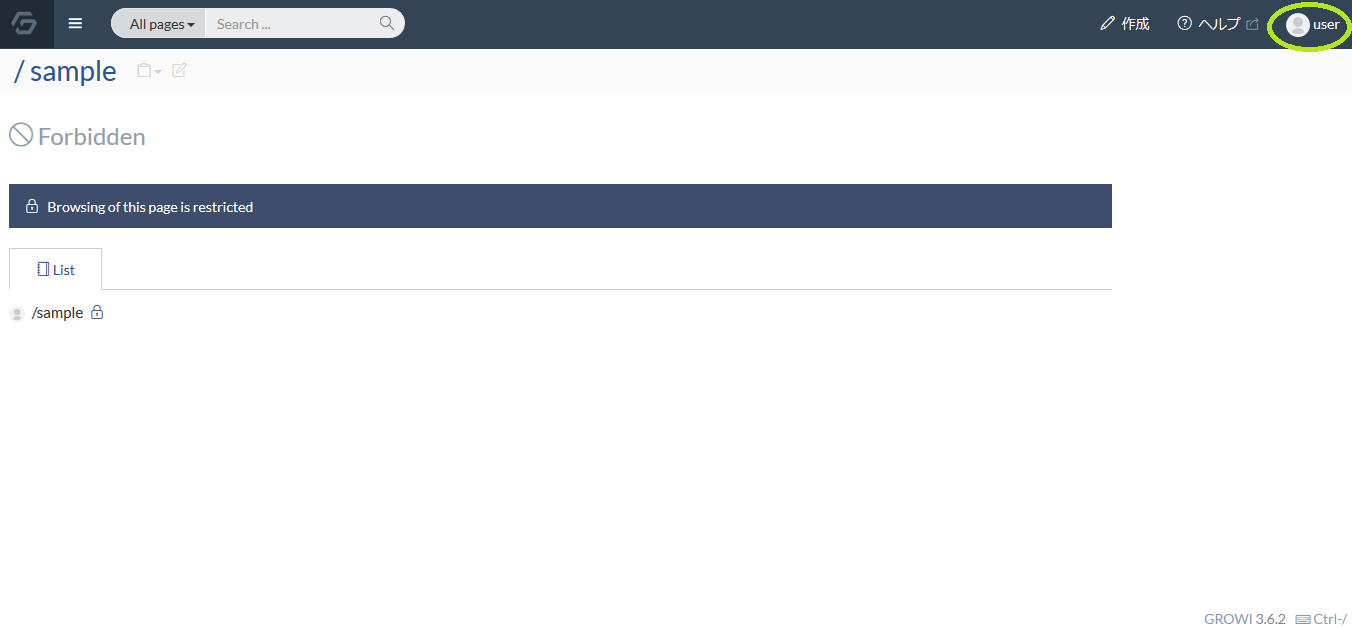 All pages Search ... 作成 ヘルプ user
/ sample
Forbidden
Browsing of this page is restricted
List
/sample
GROWI 3.6.2 Ctrl-/